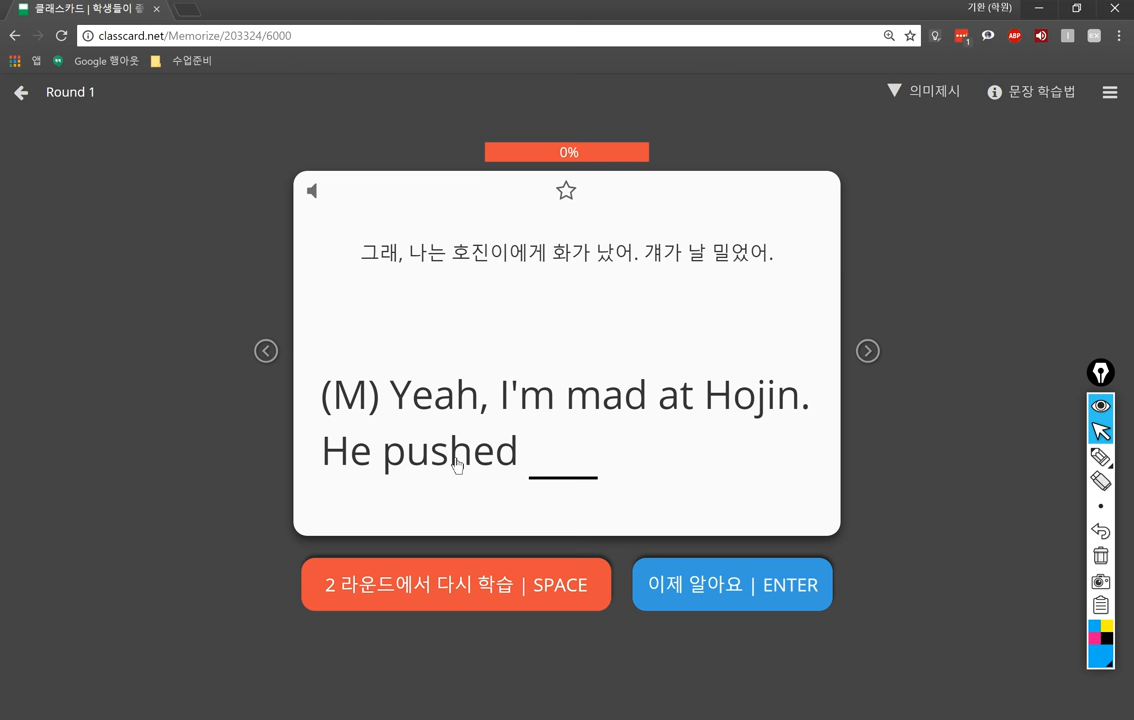 클래스카드 | 학생들이 즐
기환 (학원)
classcard.net/Memorize/203324/6000
앱
Google 행아웃
수업준비
Round 1
의미제시
문장 학습법
0%
그래, 나는 호진이에게 화가 났어. 걔가 날 밀었어.
(M) Yeah, I'm mad at Hojin.
He pushed ____
2 라운드에서 다시 학습 | SPACE
이제 알아요 | ENTER
ABP
1